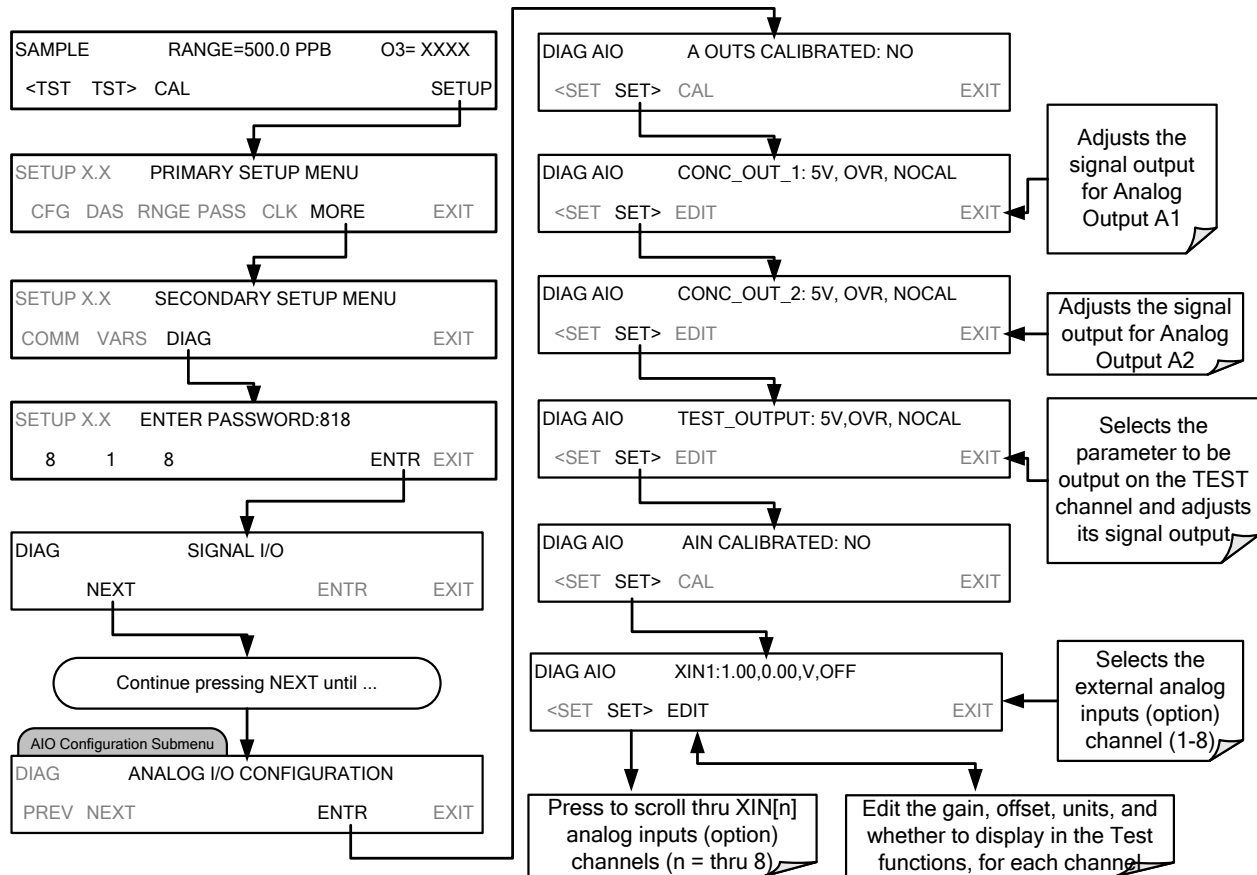 SAMPLE RANGE=500.0 PPB O3= XXXX
<TST TST> CAL SETUP
SETUP X.X PRIMARY SETUP MENU
CFG DAS RNGE PASS CLK MORE EXIT
SETUP X.X SECONDARY SETUP MENU
COMM VARS DIAG EXIT
SETUP X.X ENTER PASSWORD:818
8 1 8 ENTR EXIT
DIAG SIGNAL I/O
NEXT ENTR EXIT
Continue pressing NEXT until ...
AIO Configuration Submenu
DIAG ANALOG I/O CONFIGURATION
PREV NEXT ENTR EXIT
DIAG AIO A OUTS CALIBRATED: NO
<SET SET> CAL EXIT
DIAG AIO CONC_OUT_1: 5V, OVR, NOCAL
<SET SET> EDIT EXIT
Adjusts the
signal output
for Analog
Output A1
DIAG AIO CONC_OUT_2: 5V, OVR, NOCAL
<SET SET> EDIT EXIT
Adjusts the signal
output for Analog
Output A2
DIAG AIO TEST_OUTPUT: 5V,OVR, NOCAL
<SET SET> EDIT EXIT
Selects the
parameter to be
output on the TEST
channel and adjusts
its signal output
DIAG AIO AIN CALIBRATED: NO
<SET SET> CAL EXIT
DIAG AIO XIN1:1.00,0.00,V,OFF
<SET SET> EDIT EXIT
Selects the
external analog
inputs (option)
channel (1-8)
Press to scroll thru XIN[n]
analog inputs (option)
channels (n = thru 8)
Edit the gain, offset, units, and
whether to display in the Test
functions, for each channel